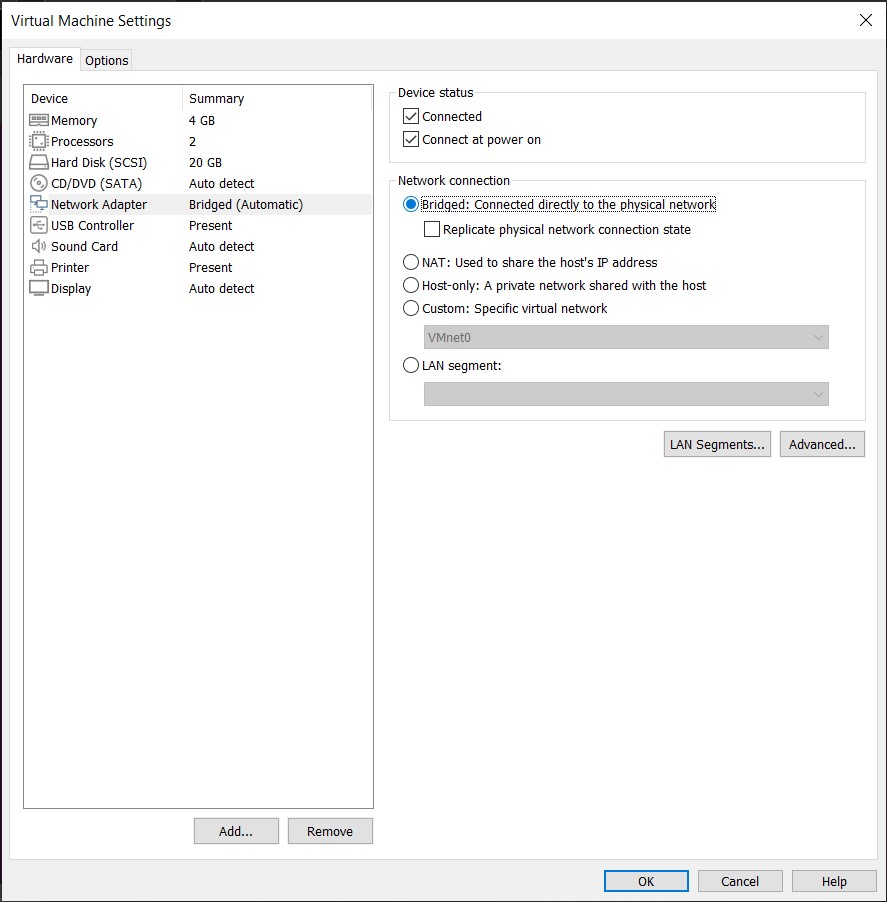 Virtual Machine Settings
Hardware
Options
Device Summary
Memory 4 GB
Processors 2
Hard Disk (SCSI) 20 GB
CD/DVD (SATA) Auto detect
Network Adapter Bridged (Automatic)
USB Controller Present
Sound Card Auto detect
Printer Present
Display Auto detect
Add...
Remove
Device status
Connected
Connect at power on
Network connection
Bridged: Connected directly to the physical network
Replicate physical network connection state
NAT: Used to share the host's IP address
Host-only: A private network shared with the host
Custom: Specific virtual network
VMnet0
LAN segment:
LAN Segments...
Advanced...
OK
Cancel
Help